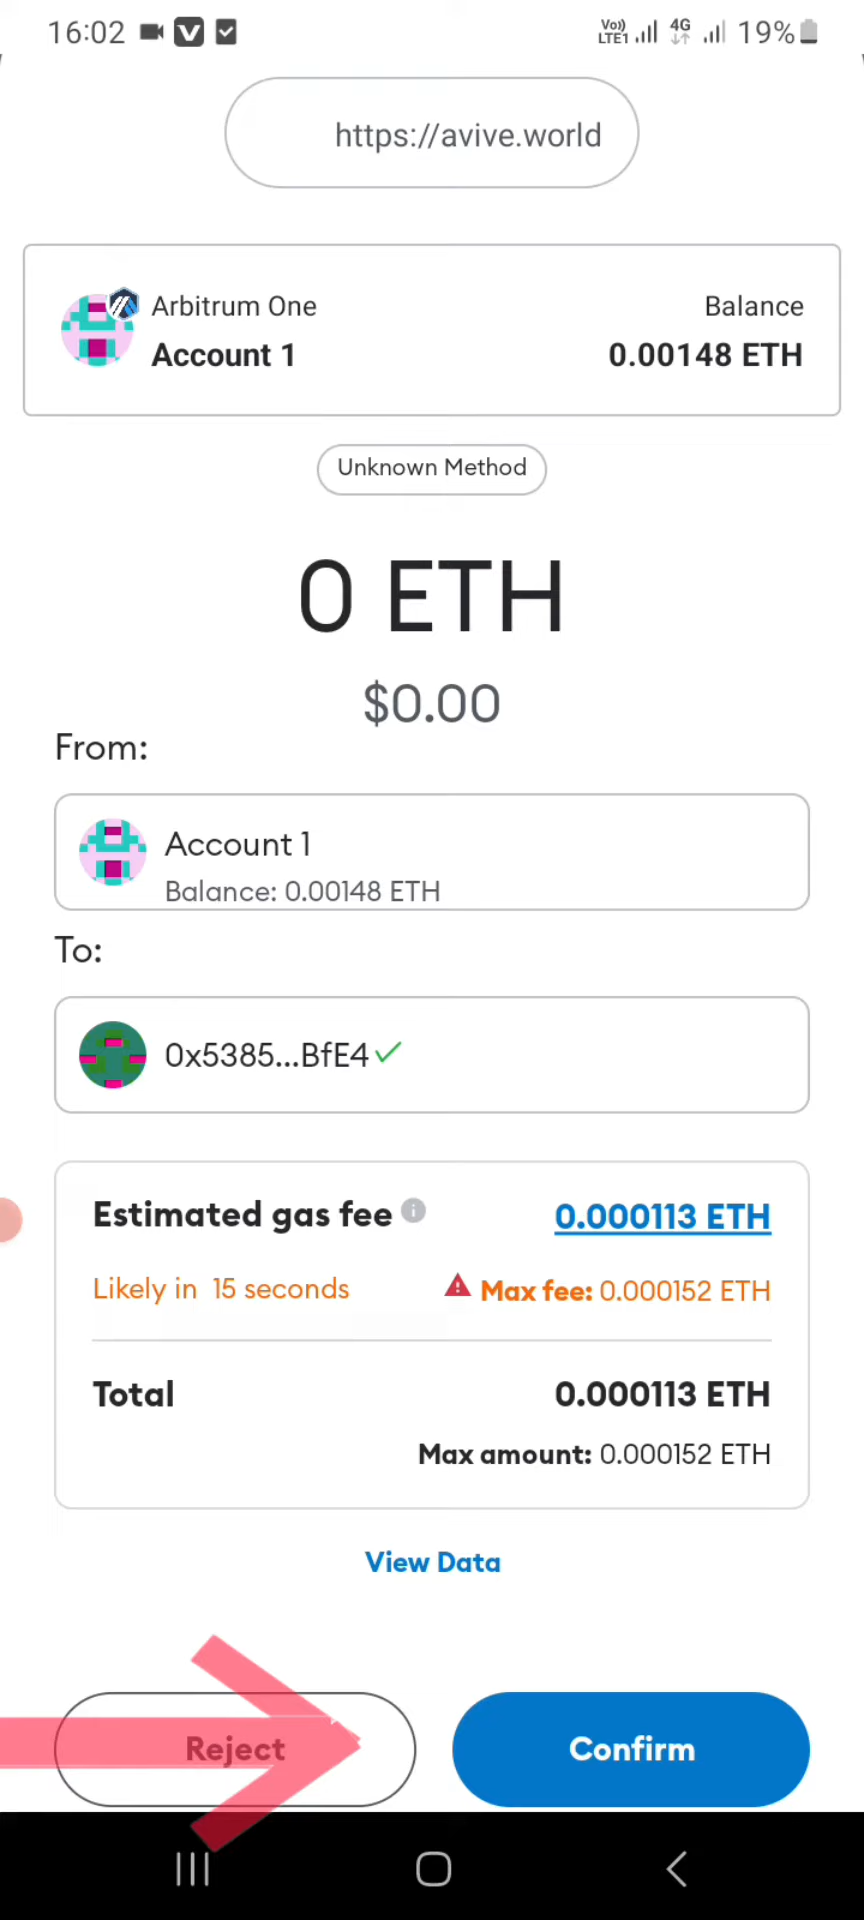 16:02
Vo)) LTE1 4G 19%
https://avive.world
Arbitrum One
Balance
Account 1
0.00148 ETH
Unknown Method
0 ETH
$0.00
From:
Account 1
Balance: 0.00148 ETH
To:
0x5385...BfE4
Estimated gas fee
0.000113 ETH
Likely in 15 seconds
Max fee: 0.000152 ETH
Total
0.000113 ETH
Max amount: 0.000152 ETH
View Data
Reject
Confirm